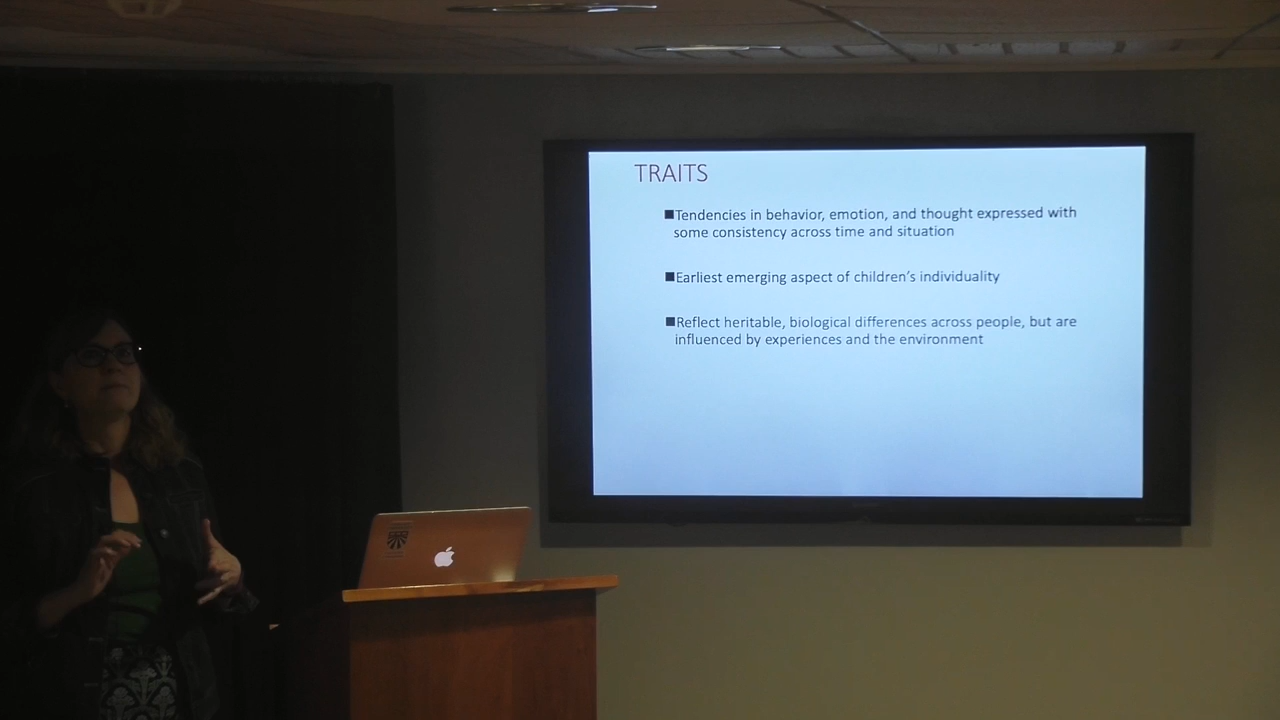 TRAITS
■Tendencies in behavior, emotion, and thought expressed with
some consistency across time and situation
■Earliest emerging aspect of children's individuality
■Reflect heritable, biological differences across people, but are
influenced by experiences and the environment